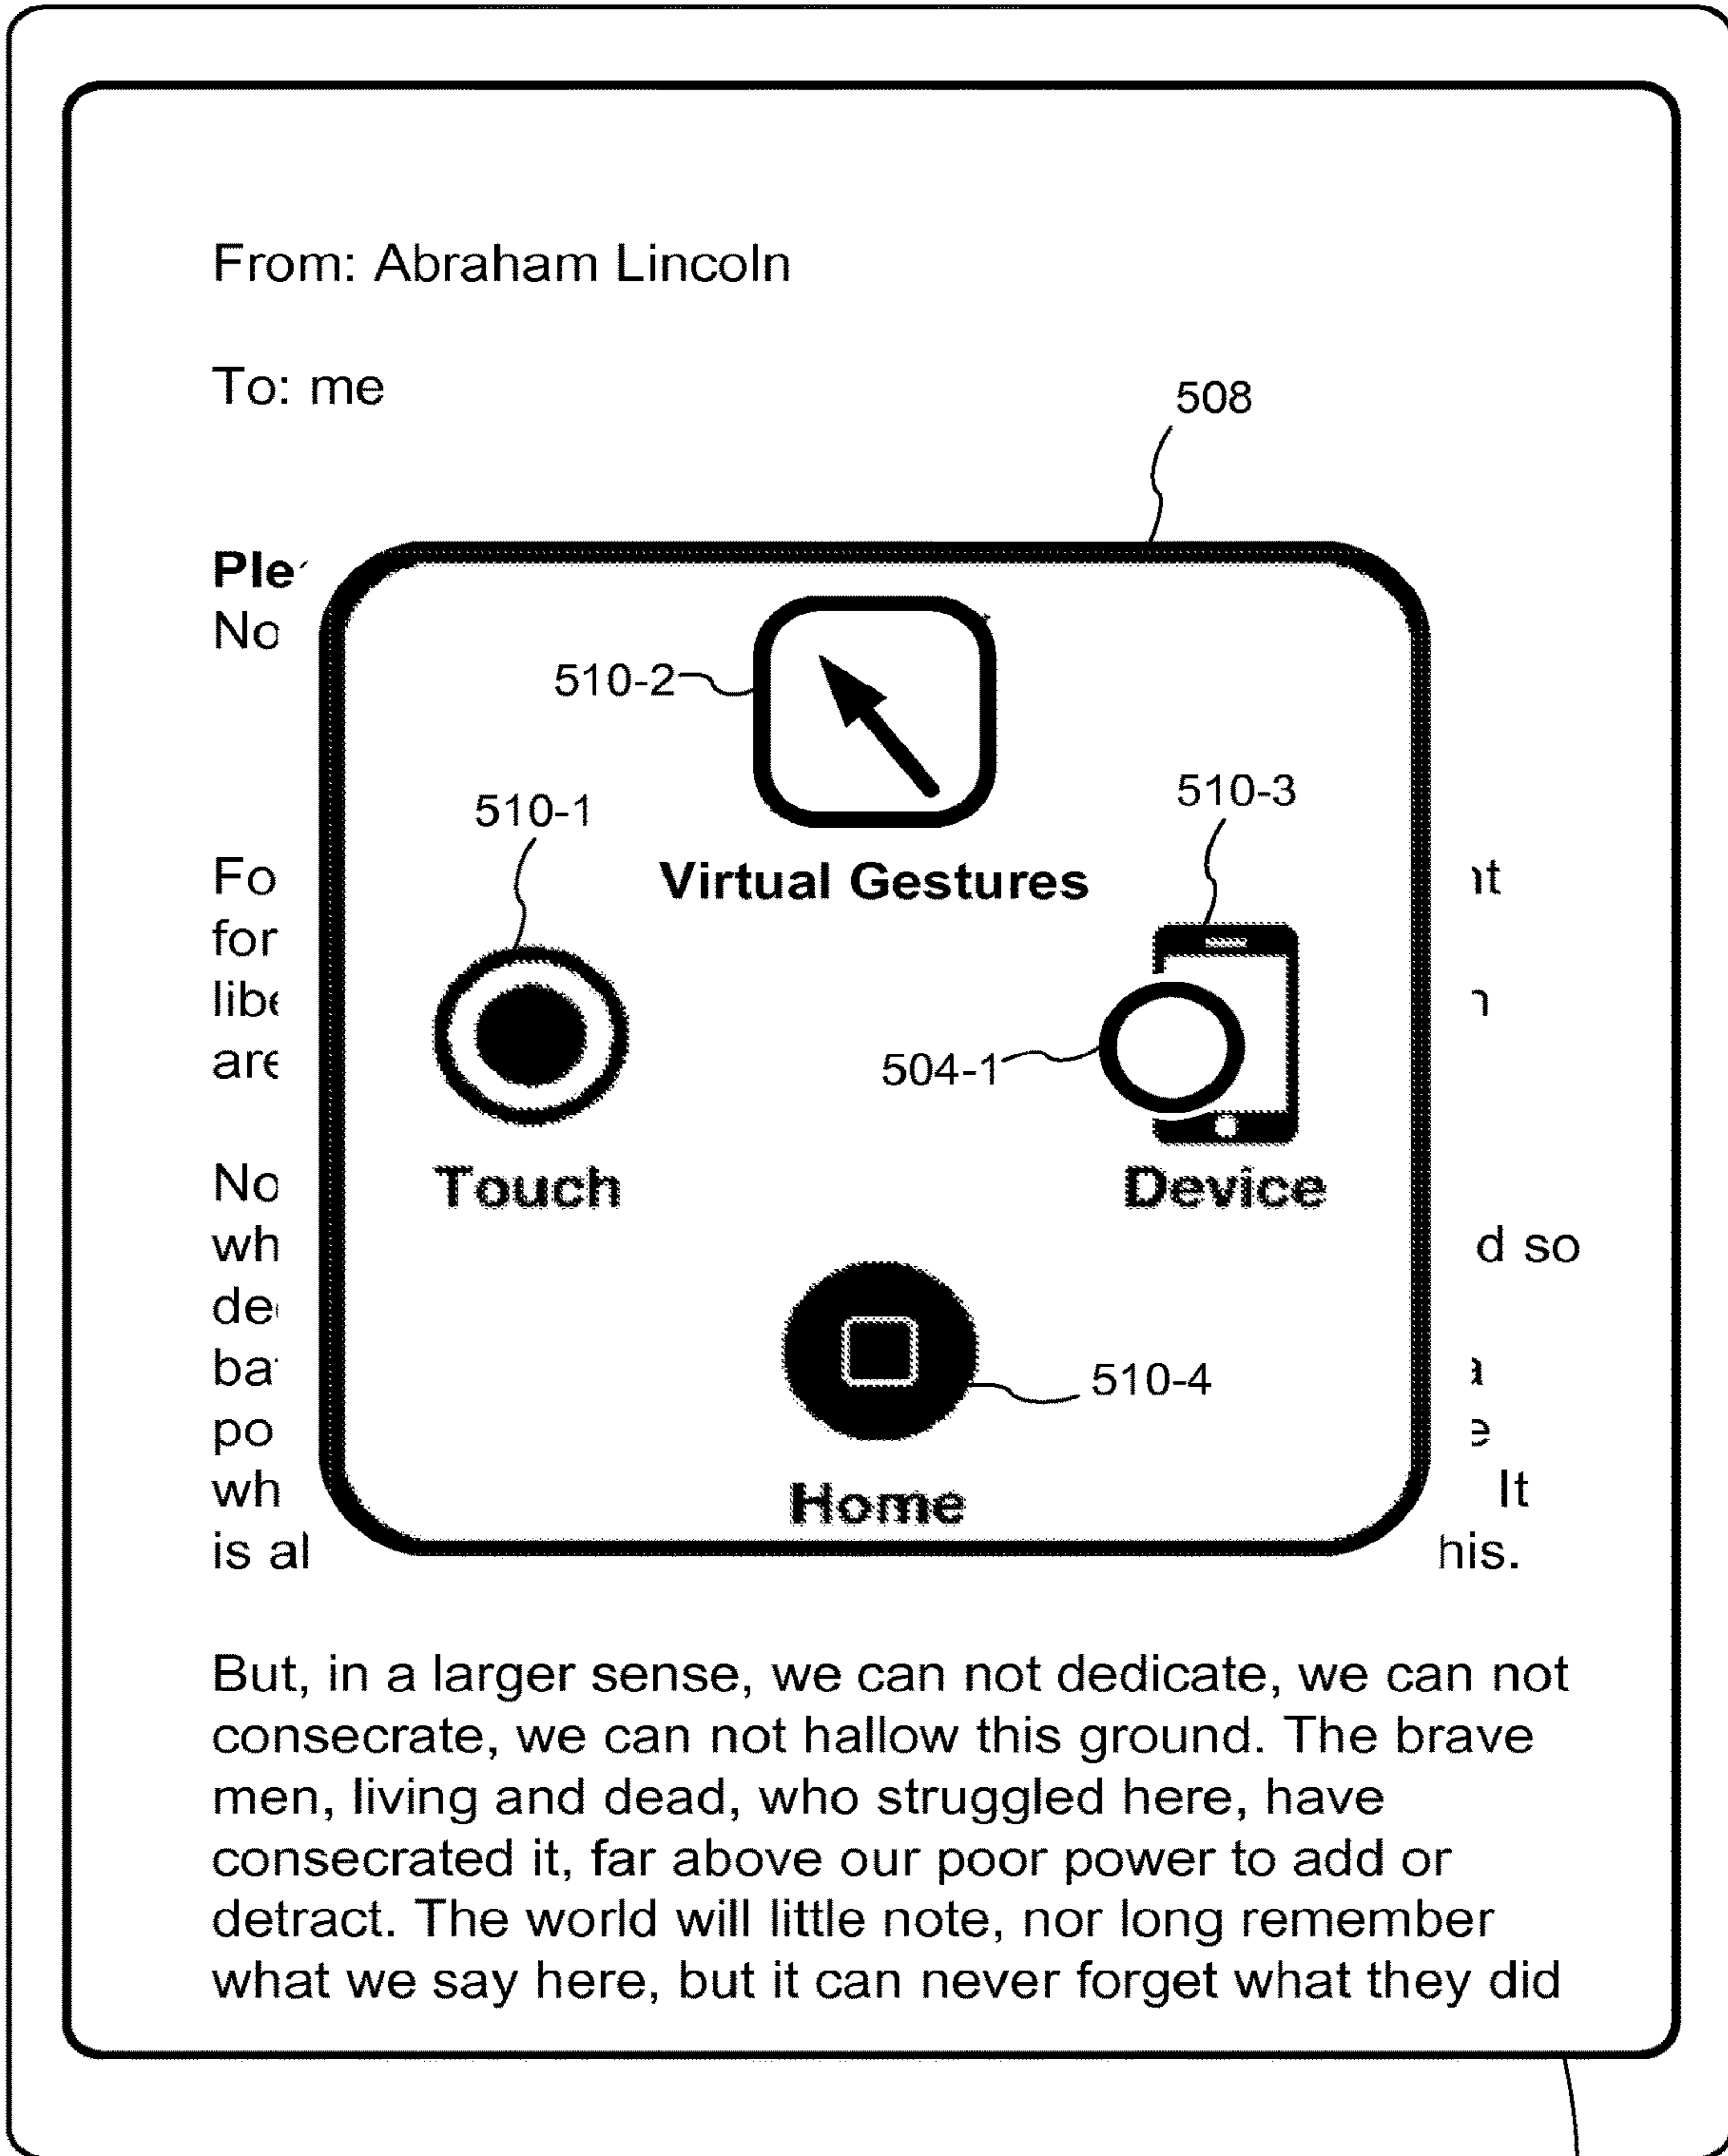 From: Abraham Lincoln
To: me
508
Ple
No
510-2
510-1
510-3
Virtual Gestures
Fo
for
are
504-1
Touch
Device
No
wh d so
510-4
po
wh It
Home
is al his.
But, in a larger sense, we can not dedicate, we can not
consecrate, we can not hallow this ground. The brave
men, living and dead, who struggled here, have
consecrated it, far above our poor power to add or
detract. The world will little note, nor long remember
what we say here, but it can never forget what they did